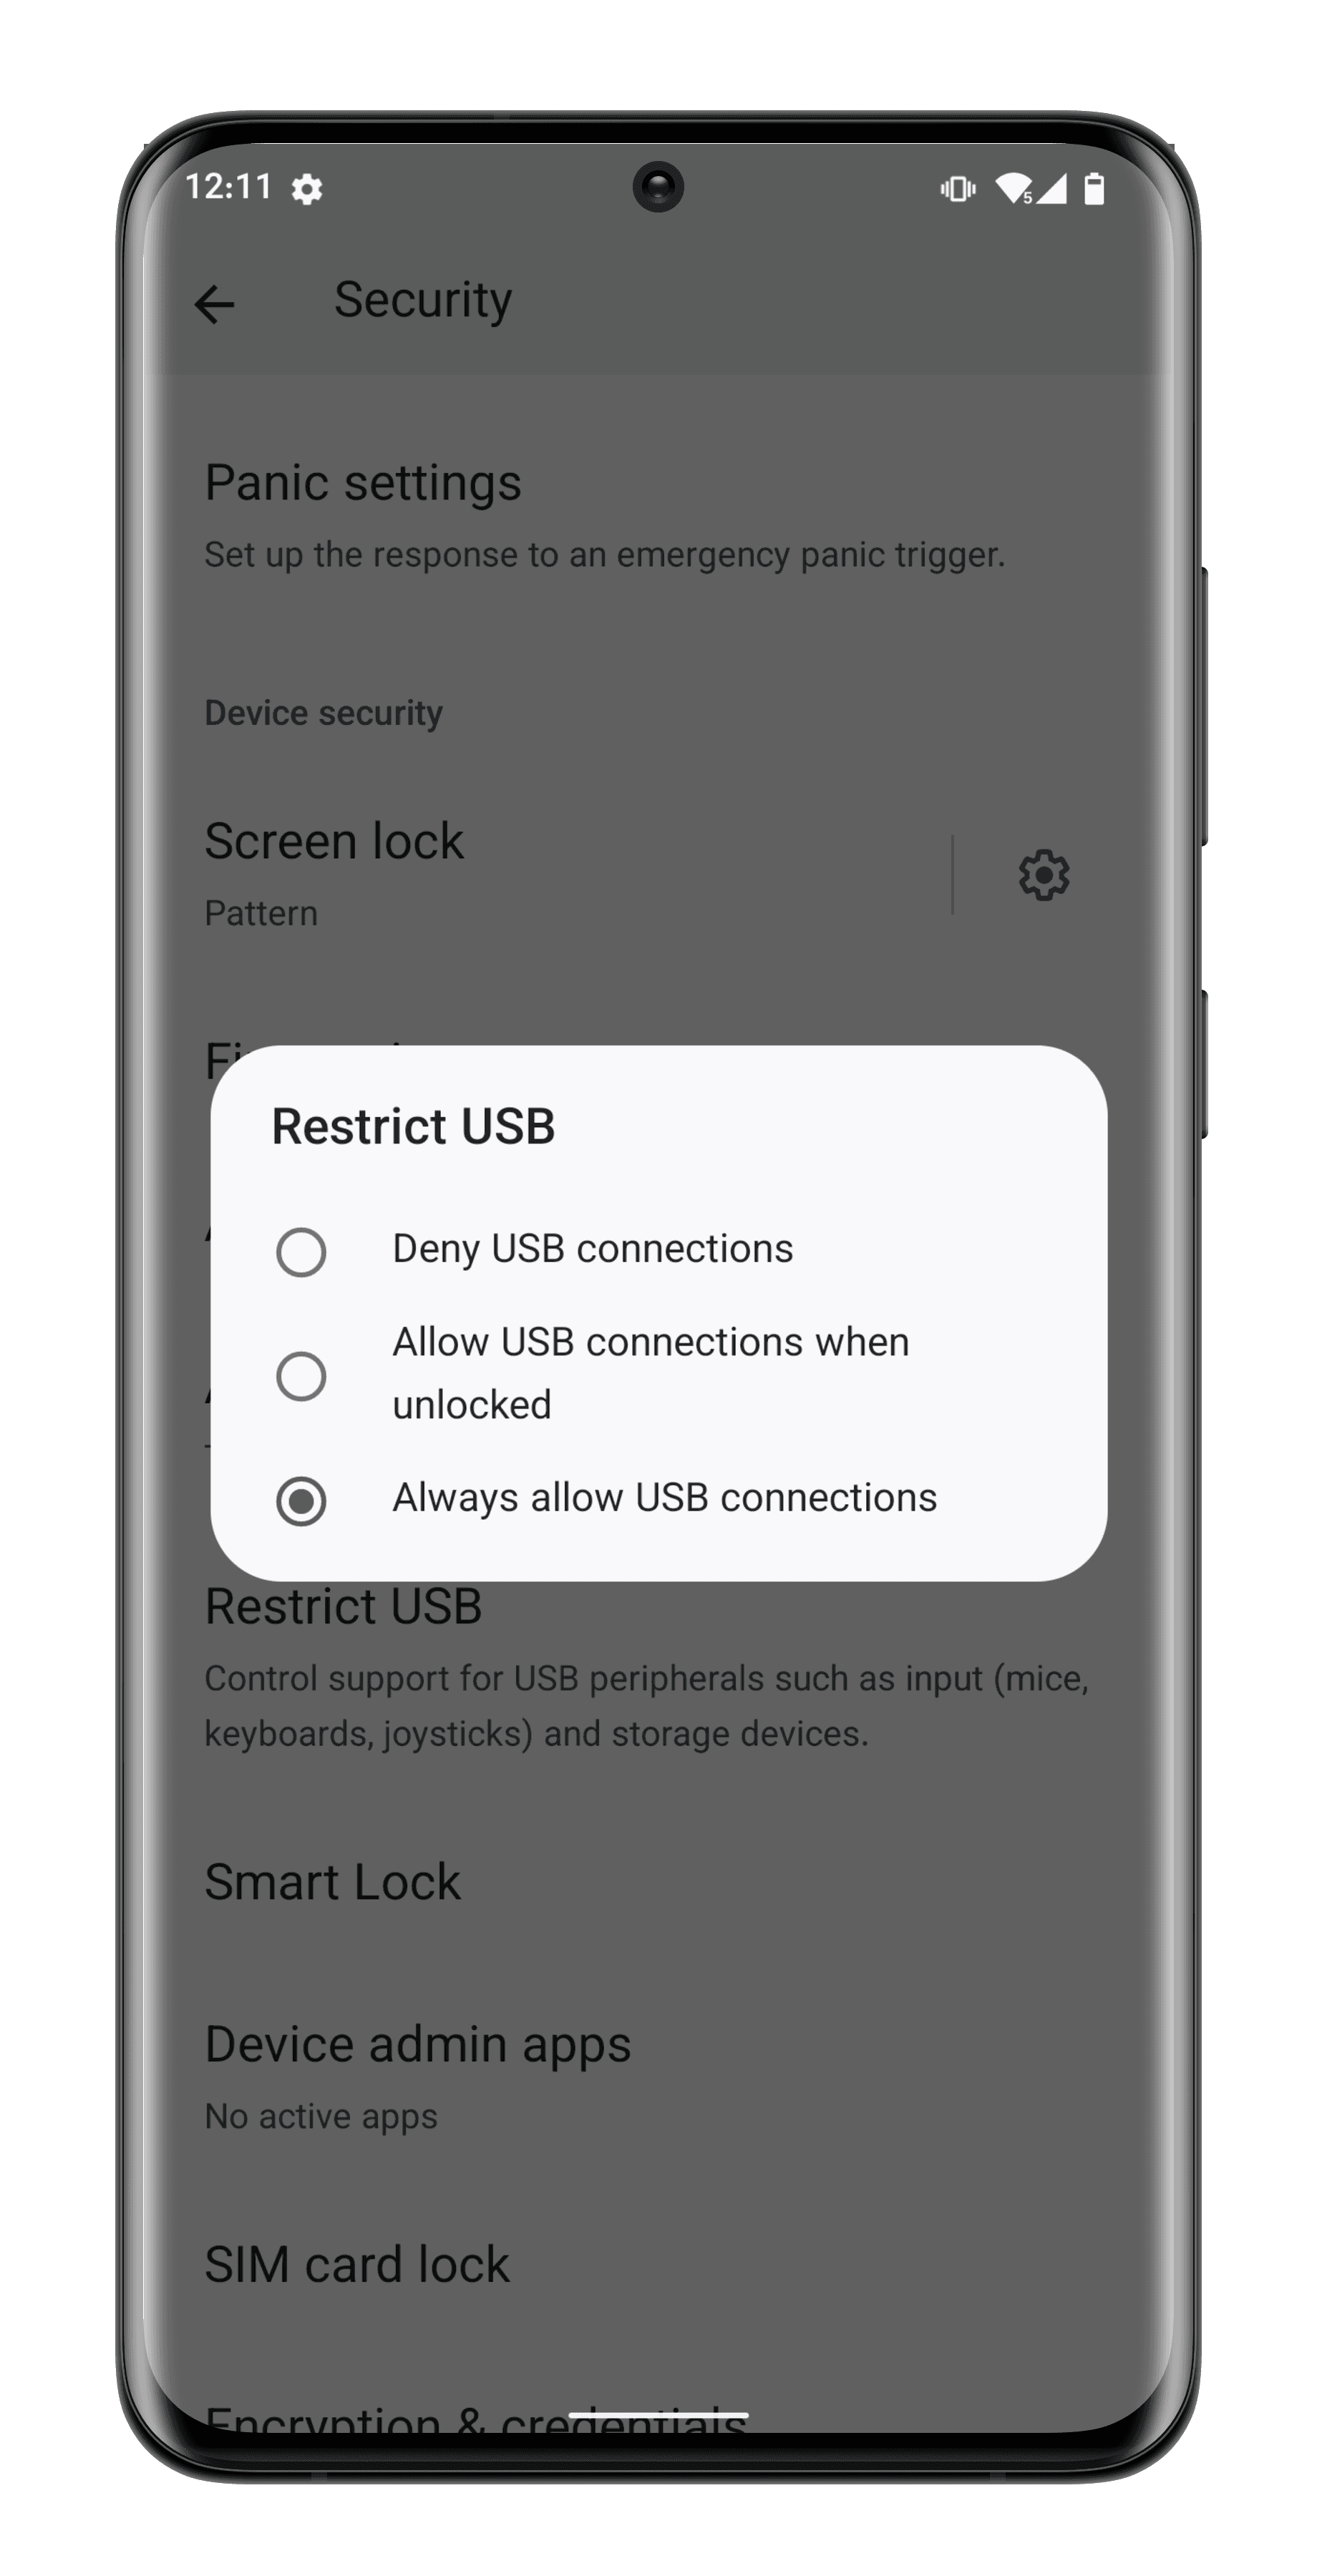 12:11
5
Security
Panic settings
Set up the response to an emergency panic trigger.
Device security
Screen lock
Pattern
Restrict USB
Deny USB connections
Allow USB connections when
unlocked
Always allow USB connections
Restrict USB
Control support for USB peripherals such as input (mice,
keyboards, joysticks) and storage devices.
Smart Lock
Device admin apps
No active apps
SIM card lock
Encryption & credentials